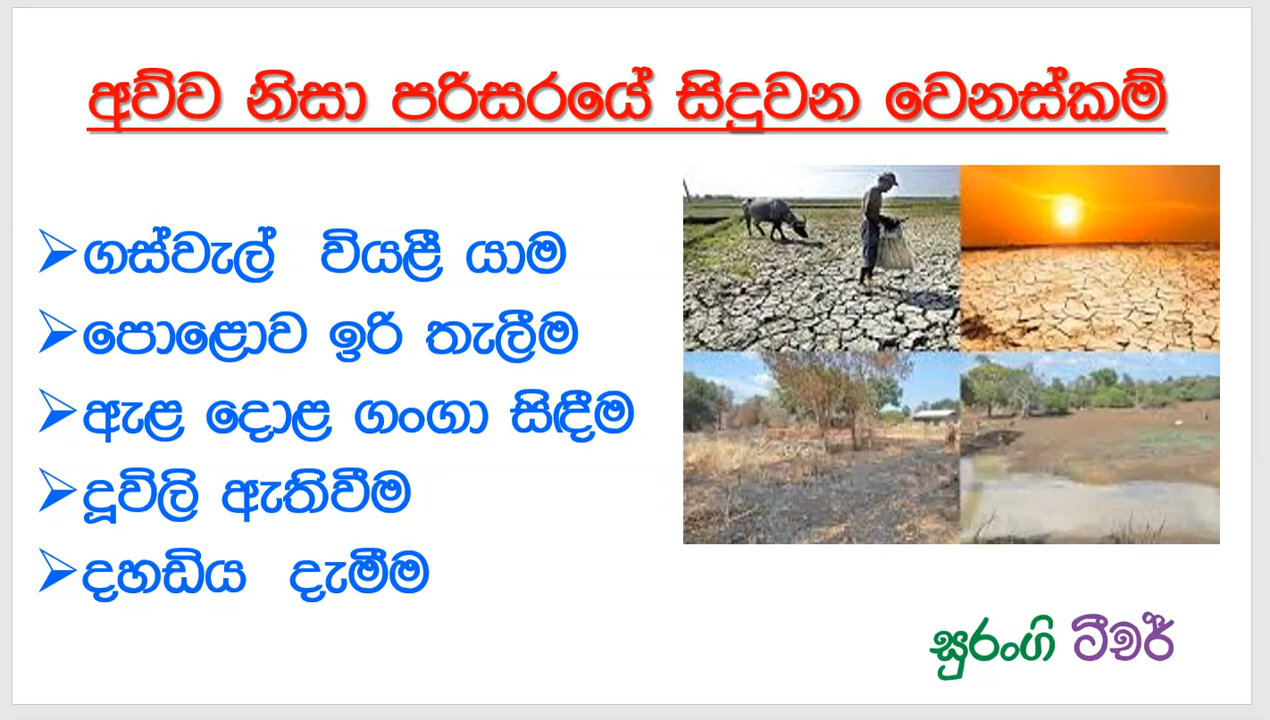 අව්ව නිසා පරිසරයේ සිදුවන වෙනස්කම්
➢ගස්වැල් වියළී යාම
➢පොළොව ඉරි තැලීම
➢ඇළ දොළ ගංගා සිඳීම
➢දූවිලි ඇතිවීම
➢දහඩිය දැමීම
සුරංගි ටීචර්